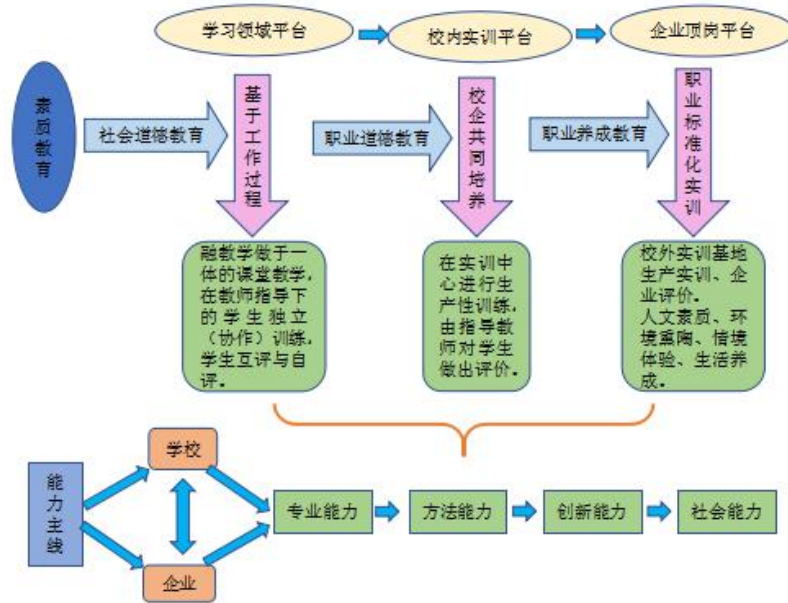 学习领域平台
校内实训平台
企业顶岗平台
素质教育
社会道德教育
基于工作过程
职业道德教育
校企共同培养
职业养成教育
职业标准化实训
融教学做于一
体的课堂教学，
在教师指导下
的学生独立
（协作）训练，
学生互评与自
评。
在实训中
心进行生
产性训练，
由指导教
师对学生
做出评价。
校外实训基地
生产实训、企业
评价。
人文素质、环
境熏陶、情境
体验、生活养
成。
学校
能力主线
专业能力
方法能力
创新能力
社会能力
企业